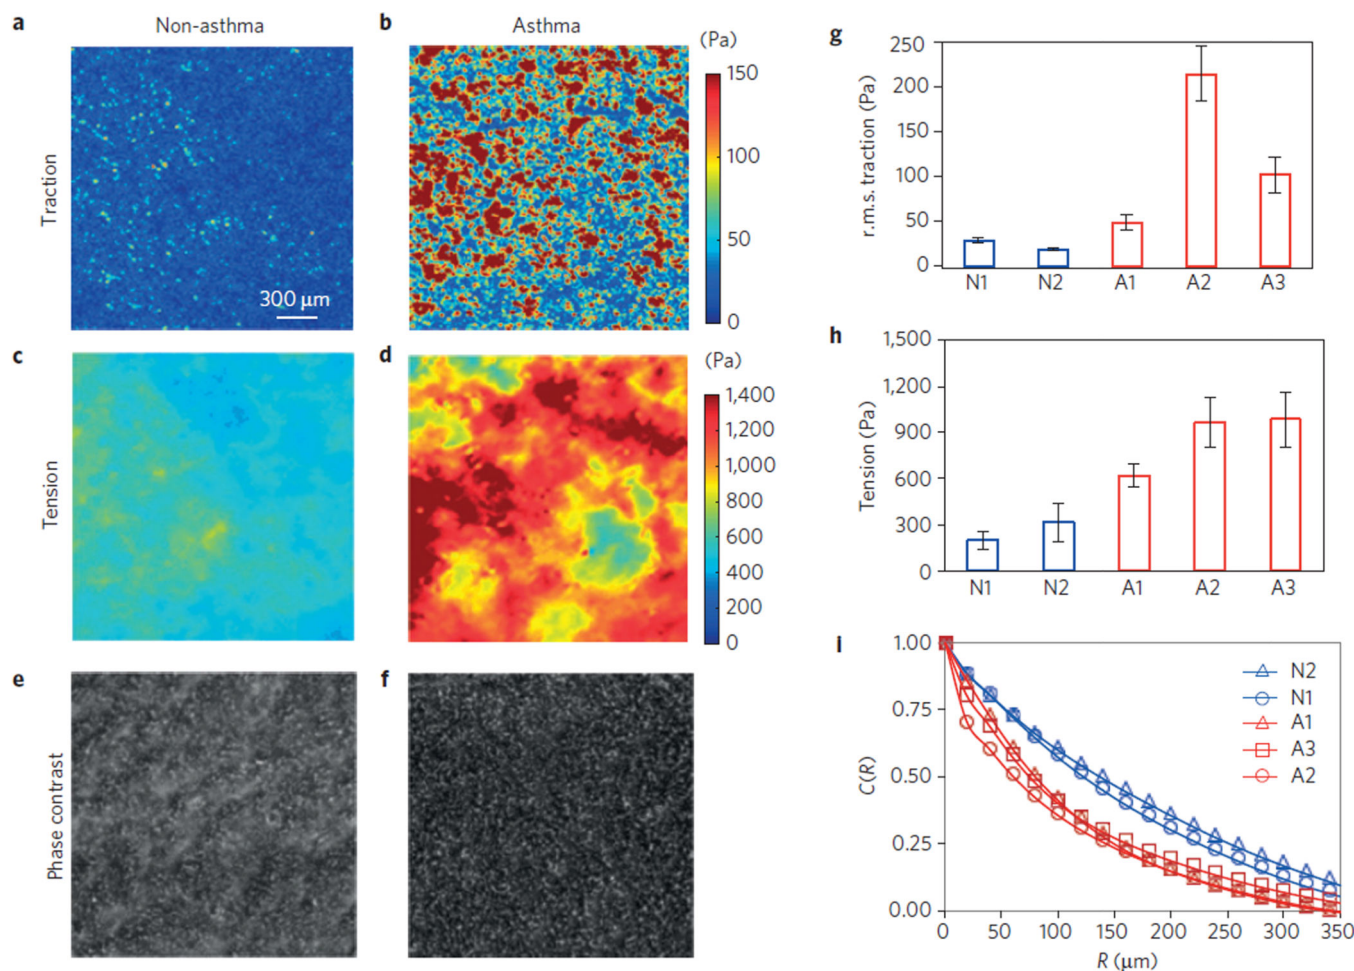 a Non-asthma
b Asthma
(Pa)
Traction
300 µm
150
100
50
0
c
d
(Pa)
Tension
1,400
1,200
1,000
800
600
400
200
0
e
f
Phase contrast
g
r.m.s. traction (Pa)
250
200
150
100
50
0
N1 N2 A1 A2 A3
h
Tension (Pa)
1,500
1,200
900
600
300
0
N1 N2 A1 A2 A3
i
C(R)
1.00
0.75
0.50
0.25
0.00
N2
N1
A1
A3
A2
0 50 100 150 200 250 300 350
R (µm)